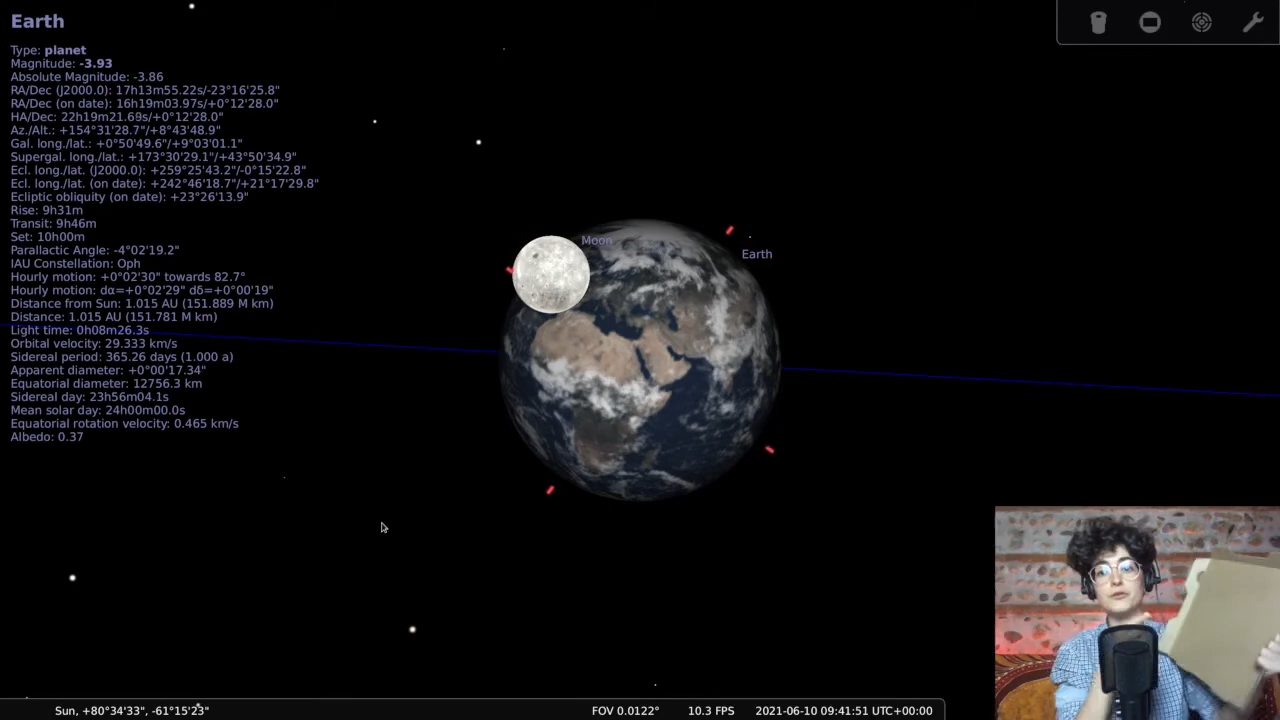 Earth
Type: planet
Magnitude: -3.93
Absolute Magnitude: -3.86
RA/Dec (J2000.0): 17h13m55.22s/-23°16'25.8"
RA/Dec (on date): 16h19m03.97s/+0°12'28.0"
HA/Dec: 22h19m21.69s/+0°12'28.0"
Az./Alt.: +154°31'28.7"/+8°43'48.9"
Gal. long./lat.: +0°50'49.6"/+9°03'01.1"
Supergal. long./lat.: +173°30'29.1"/+43°50'34.9"
Ecl. long./lat. (J2000.0): +259°25'43.2"/-0°15'22.8"
Ecl. long./lat. (on date): +242°46'18.7"/+21°17'29.8"
Ecliptic obliquity (on date): +23°26'13.9"
Rise: 9h31m
Transit: 9h46m
Set: 10h00m
Parallactic Angle: -4°02'19.2"
IAU Constellation: Oph
Hourly motion: +0°02'30" towards 82.7°
Hourly motion: dα=+0°02'29" dδ=+0°00'19"
Distance from Sun: 1.015 AU (151.889 M km)
Distance: 1.015 AU (151.781 M km)
Light time: 0h08m26.3s
Orbital velocity: 29.333 km/s
Sidereal period: 365.26 days (1.000 a)
Apparent diameter: +0°00'17.34"
Equatorial diameter: 12756.3 km
Sidereal day: 23h56m04.1s
Mean solar day: 24h00m00.0s
Equatorial rotation velocity: 0.465 km/s
Albedo: 0.37
Moon
Earth
Sun, +80°34'33", -61°15'23"
FOV 0.0122°
10.3 FPS
2021-06-10 09:41:51 UTC+00:00